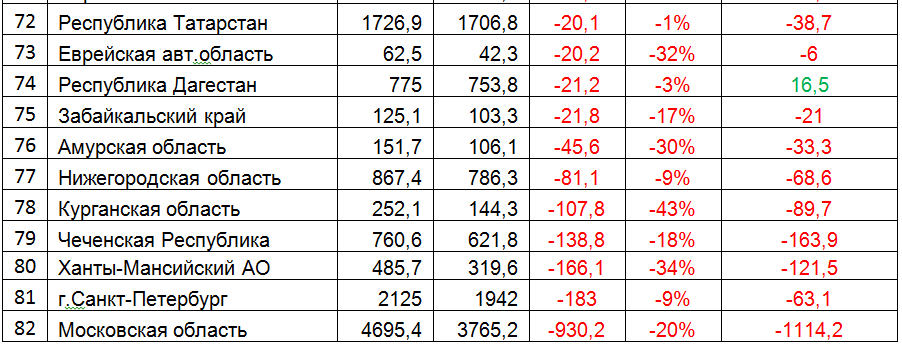 72 Республика Татарстан 1726,9 1706,8 -20,1 -1% -38,7
73 Еврейская авт.область 62,5 42,3 -20,2 -32% -6
74 Республика Дагестан 775 753,8 -21,2 -3% 16,5
75 Забайкальский край 125,1 103,3 -21,8 -17% -21
76 Амурская область 151,7 106,1 -45,6 -30% -33,3
77 Нижегородская область 867,4 786,3 -81,1 -9% -68,6
78 Курганская область 252,1 144,3 -107,8 -43% -89,7
79 Чеченская Республика 760,6 621,8 -138,8 -18% -163,9
80 Ханты-Мансийский АО 485,7 319,6 -166,1 -34% -121,5
81 г.Санкт-Петербург 2125 1942 -183 -9% -63,1
82 Московская область 4695,4 3765,2 -930,2 -20% -1114,2